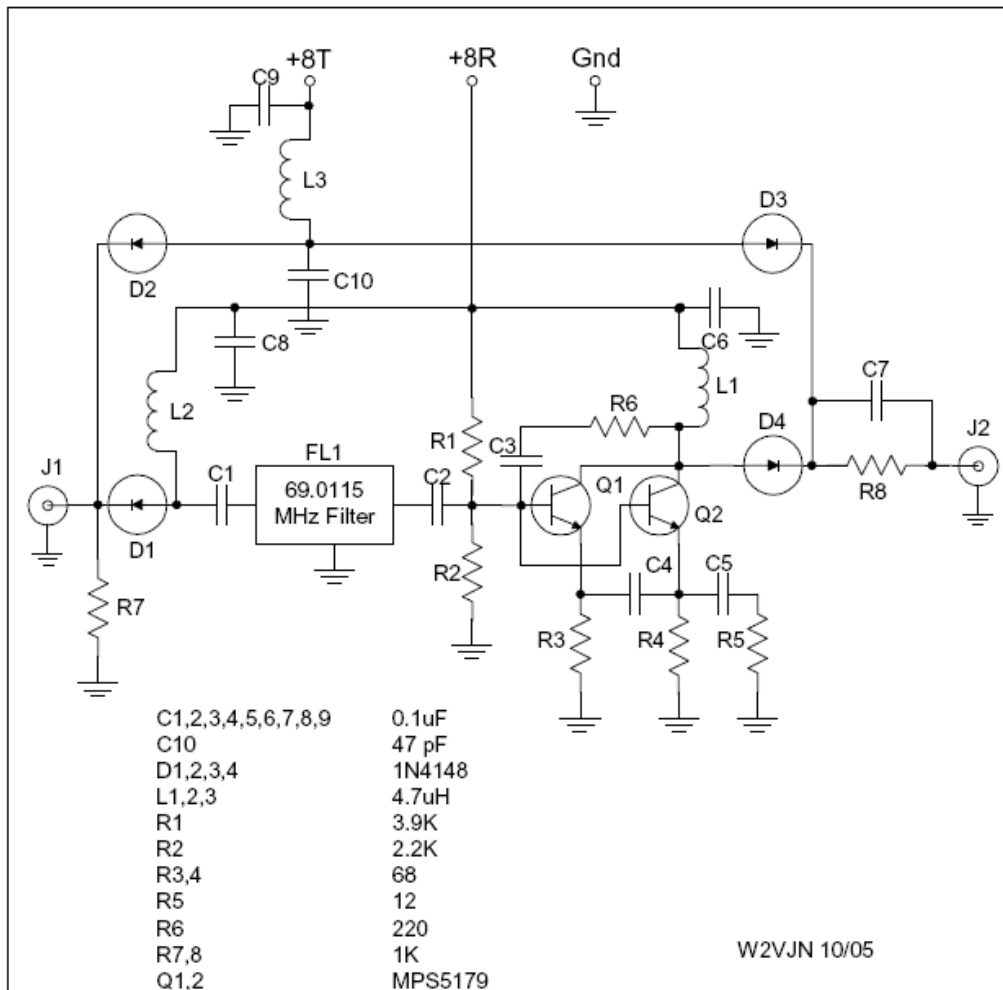 +8T
+8R
Gnd
C9
L3
D3
D2
C10
C8
C6
L2
L1
R6
C7
R1
C3
D4
J2
J1
FL1
C1
69.0115
MHz Filter
C2
Q1
Q2
R8
D1
R2
C4
C5
R7
R3
R4
R5
C1,2,3,4,5,6,7,8,9 0.1uF
C10 47 pF
D1,2,3,4 1N4148
L1,2,3 4.7uH
R1 3.9K
R2 2.2K
R3,4 68
R5 12
R6 220
R7,8 1K
Q1,2 MPS5179
W2VJN 10/05